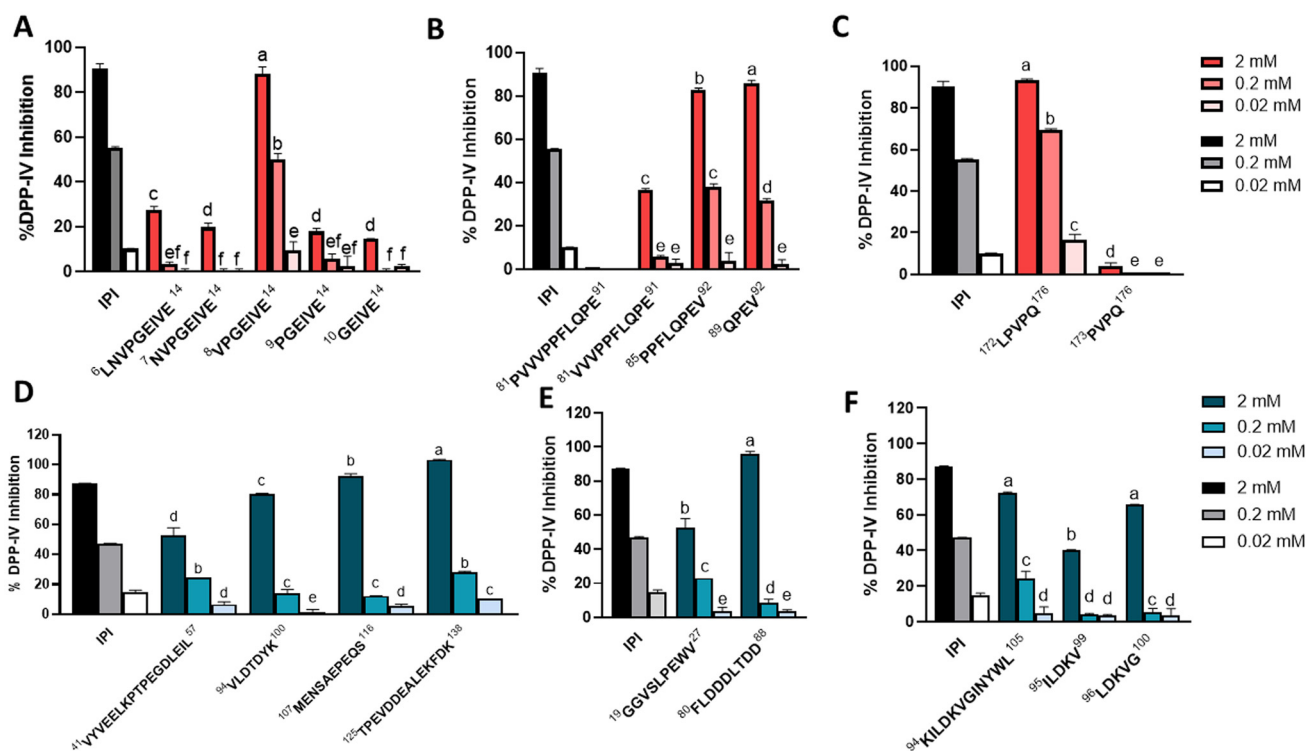 A
%DPP-IV Inhibition
100
80
60
40
20
0
c
ef
f
d
f
f
a
b
e
d
ef
ef
d
f
f
IPI
6LNVPGEIVE14
7NVPGEIVE14
8VPGEIVE14
9PGEIVE14
10GEIVE14
B
% DPP-IV Inhibition
100
80
60
40
20
0
c
e
e
b
c
e
a
d
e
IPI
81PVVVPPFLQPE91
81VVVPPFLQPE91
85PPFLQPEV92
89QPEV92
C
% DPP-IV Inhibition
100
80
60
40
20
0
a
b
c
d
e
e
IPI
172LPVPQ176
173PVPQ176
2 mM
0.2 mM
0.02 mM
2 mM
0.2 mM
0.02 mM
D
% DPP-IV Inhibition
120
100
80
60
40
20
0
d
b
d
c
c
e
b
c
d
a
b
c
IPI
41VYVEELKPTPEGDLEIL57
94VLDTDYK100
107MENSAEPEQS116
125TPEVDDEALEKFDK138
E
% DPP-IV Inhibition
120
100
80
60
40
20
0
b
c
e
a
d
e
IPI
19GGVSLPEWV27
80FLDDDLTDD88
F
% DPP-IV Inhibition
120
100
80
60
40
20
0
a
c
d
b
d
d
a
c
d
IPI
94KILDKVGINYWL105
95ILDKV99
96LDKVG100
2 mM
0.2 mM
0.02 mM
2 mM
0.2 mM
0.02 mM